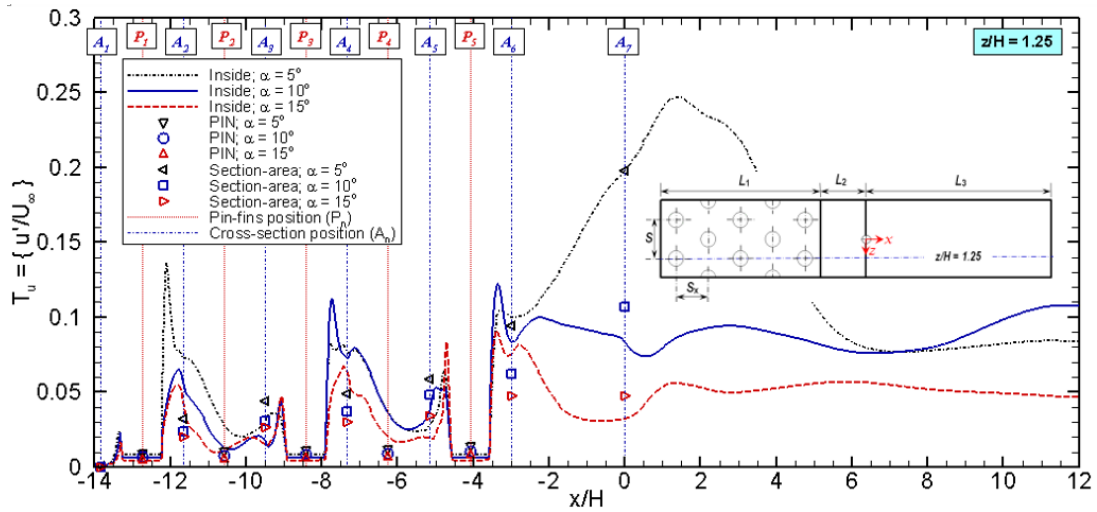 A1 P1 A2 P2 A3 P3 A4 P4 A5 P5 A6 A7
z/H = 1.25
Inside; α = 5°
Inside; α = 10°
Inside; α = 15°
PIN; α = 5°
PIN; α = 10°
PIN; α = 15°
Section-area; α = 5°
Section-area; α = 10°
Section-area; α = 15°
Pin-fins position (Pn)
Cross-section position (An)
0.3
0.25
0.2
0.15
0.1
0.05
0
Tu = { u'/U∞ }
L1 L2 L3
S
x
z
z/H = 1.25
Sx
-14 -12 -10 -8 -6 -4 -2 0 2 4 6 8 10 12
x/H